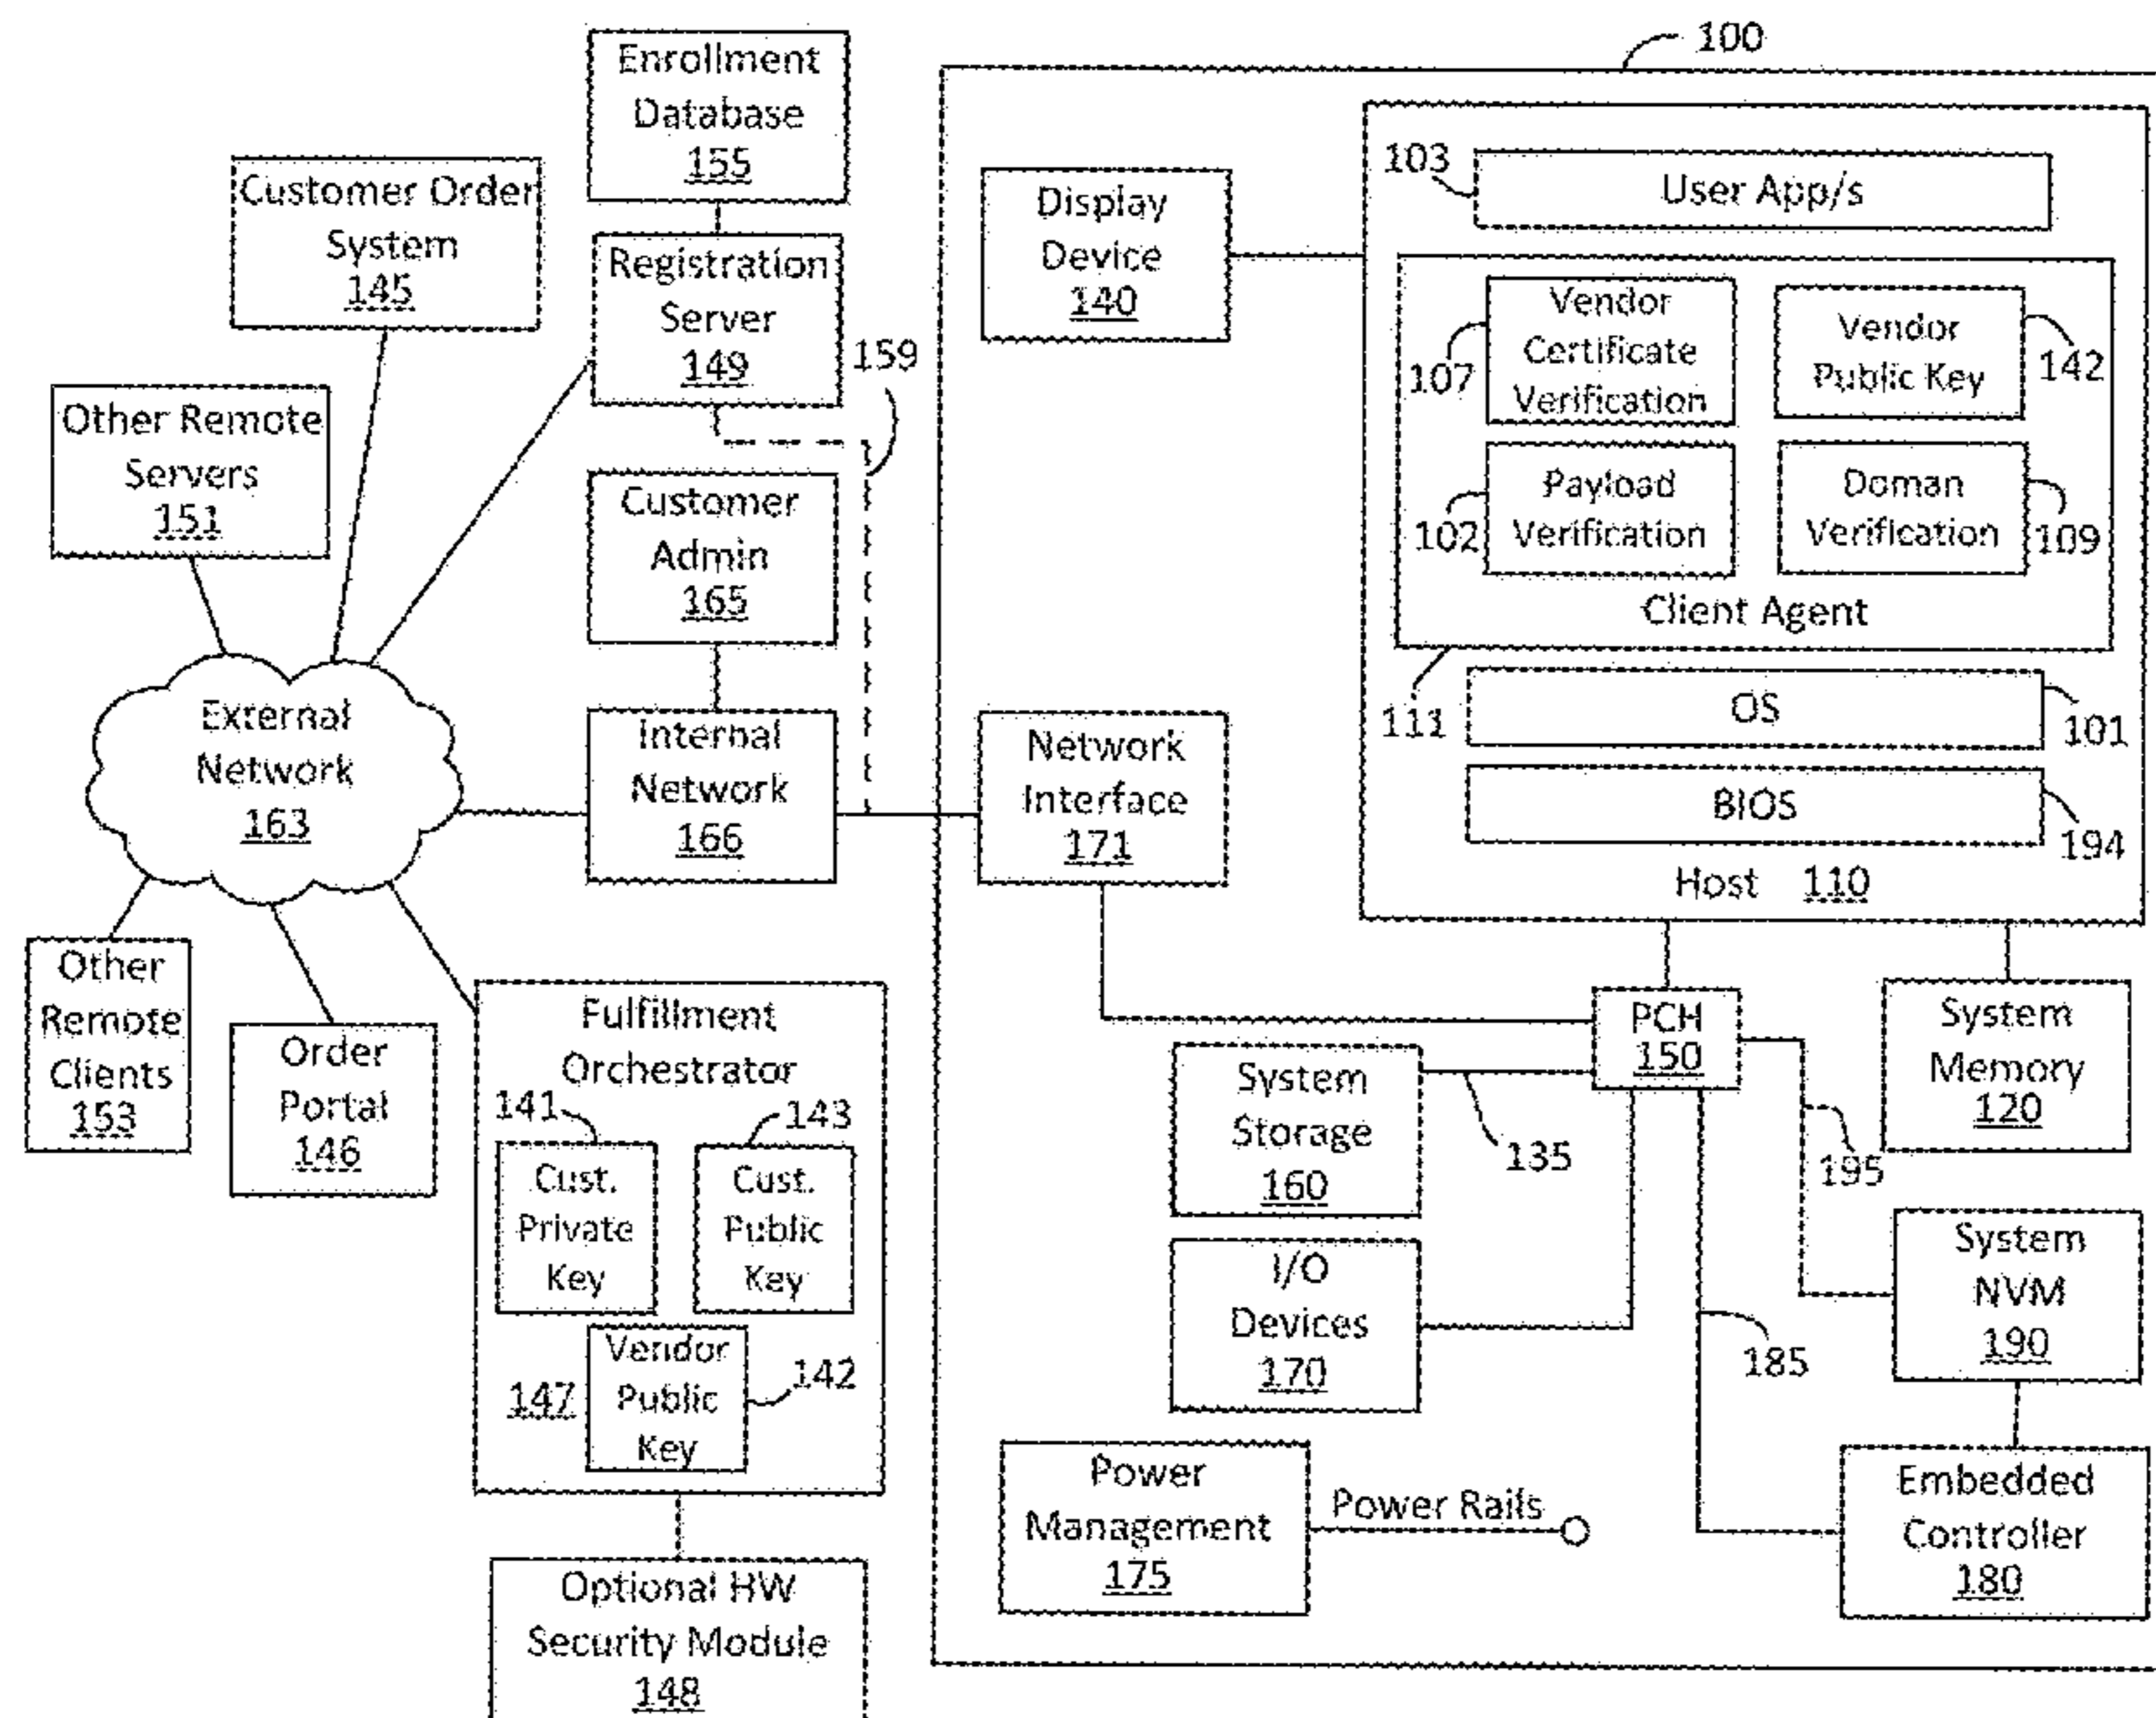 100
Enrollment
Database
155
Customer Order
System
145
Registration
Server
149
159
Other Remote
Servers
151
Customer
Admin
165
External
Network
163
Internal
Network
166
Other
Remote
Clients
153
Order
Portal
146
Fulfillment
Orchestrator
141
143
Cust.
Private
Key
Cust.
Public
Key
147
Vendor
Public
Key
142
Optional HW
Security Module
148
Display
Device
140
103
User App/s
107
Vendor
Certificate
Verification
Vendor
Public Key
142
102
Payload
Verification
Doman
Verification
109
Client Agent
111
OS
101
BIOS
194
Host 110
Network
Interface
171
PCH
150
System
Memory
120
System
Storage
160
135
195
I/O
Devices
170
185
System
NVM
190
Power
Management
175
Power Rails
Embedded
Controller
180